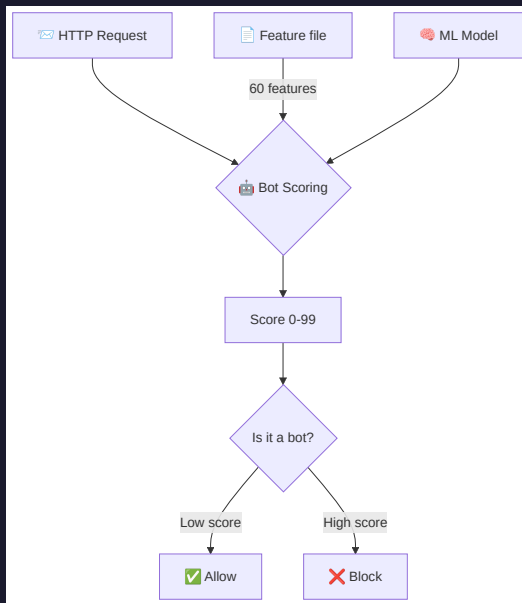 📨 HTTP Request
📄 Feature file
🧠 ML Model
60 features
🤖 Bot Scoring
Score 0-99
Is it a bot?
Low score
High score
✅ Allow
❌ Block